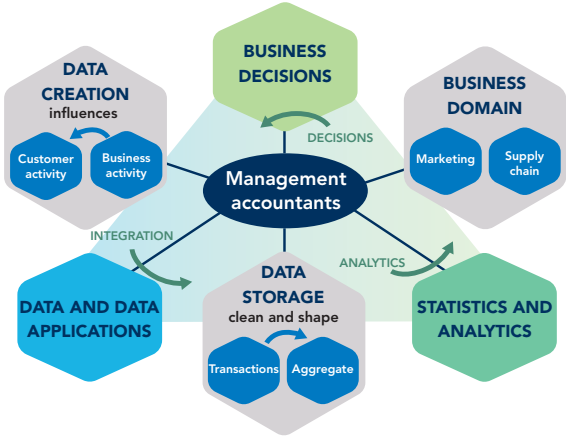 BUSINESS
DECISIONS
DATA
CREATION
influences
Customer
activity
Business
activity
BUSINESS
DOMAIN
Marketing
Supply
chain
DECISIONS
Management
accountants
INTEGRATION
ANALYTICS
DATA AND DATA
APPLICATIONS
DATA
STORAGE
clean and shape
Transactions
Aggregate
STATISTICS AND
ANALYTICS